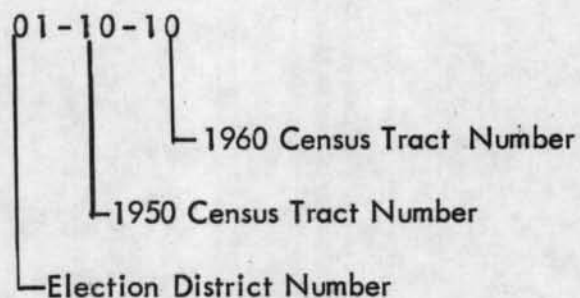 01-10-10
1960 Census Tract Number
1950 Census Tract Number
Election District Number